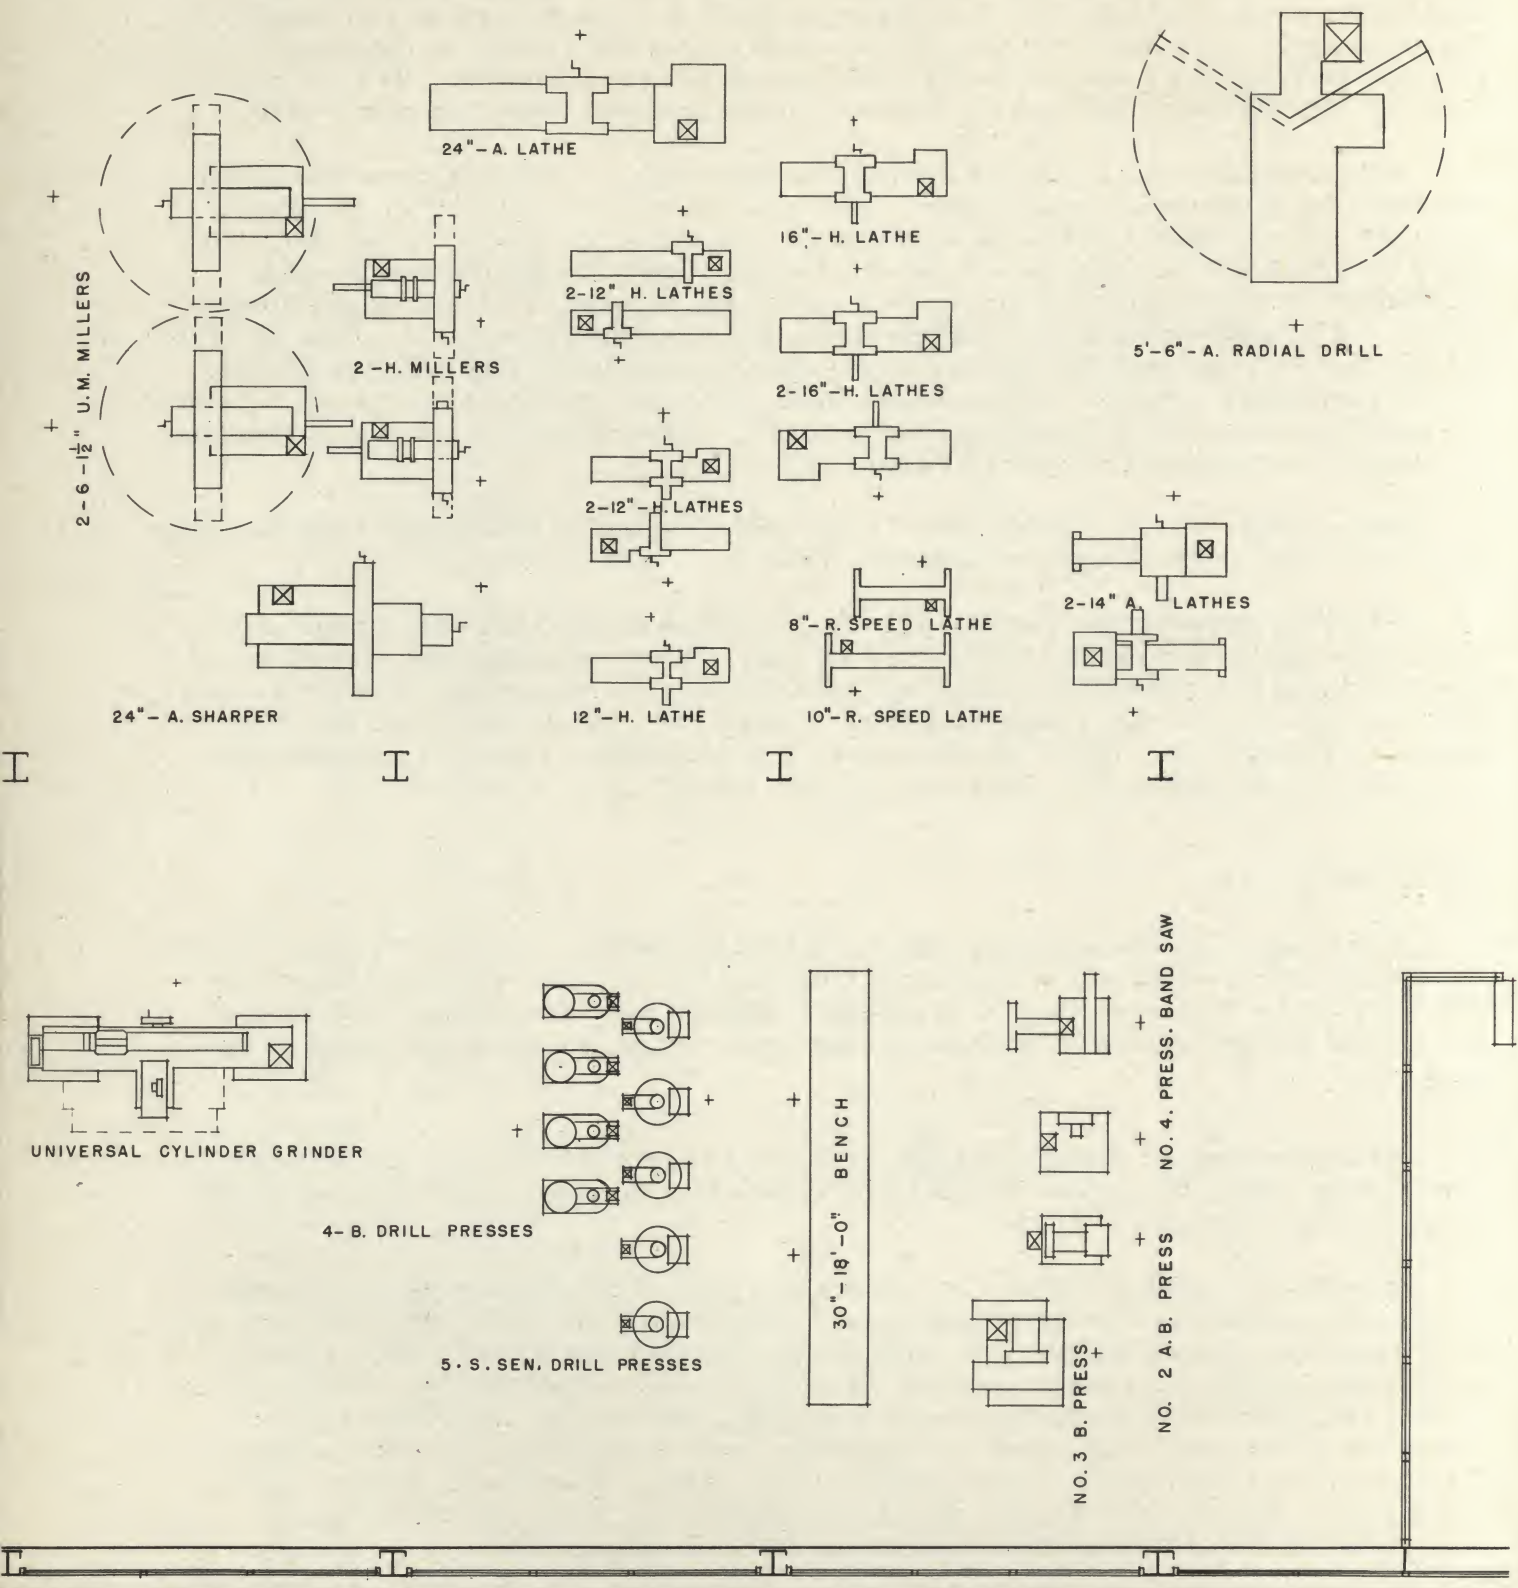 24"-A. LATHE
16"-H. LATHE
2-6-1½" U.M. MILLERS
2-12" H. LATHES
2-H. MILLERS
5'-6"-A. RADIAL DRILL
2-16"-H. LATHES
2-12"-H. LATHES
2-14" A. LATHES
8"-R. SPEED LATHE
24"-A. SHARPER
12"-H. LATHE
10"-R. SPEED LATHE
UNIVERSAL CYLINDER GRINDER
4-B. DRILL PRESSES
5. S. SEN. DRILL PRESSES
30"-18'-0" BENCH
NO. 3 B. PRESS
NO. 2 A.B. PRESS
NO. 4. PRESS. BAND SAW